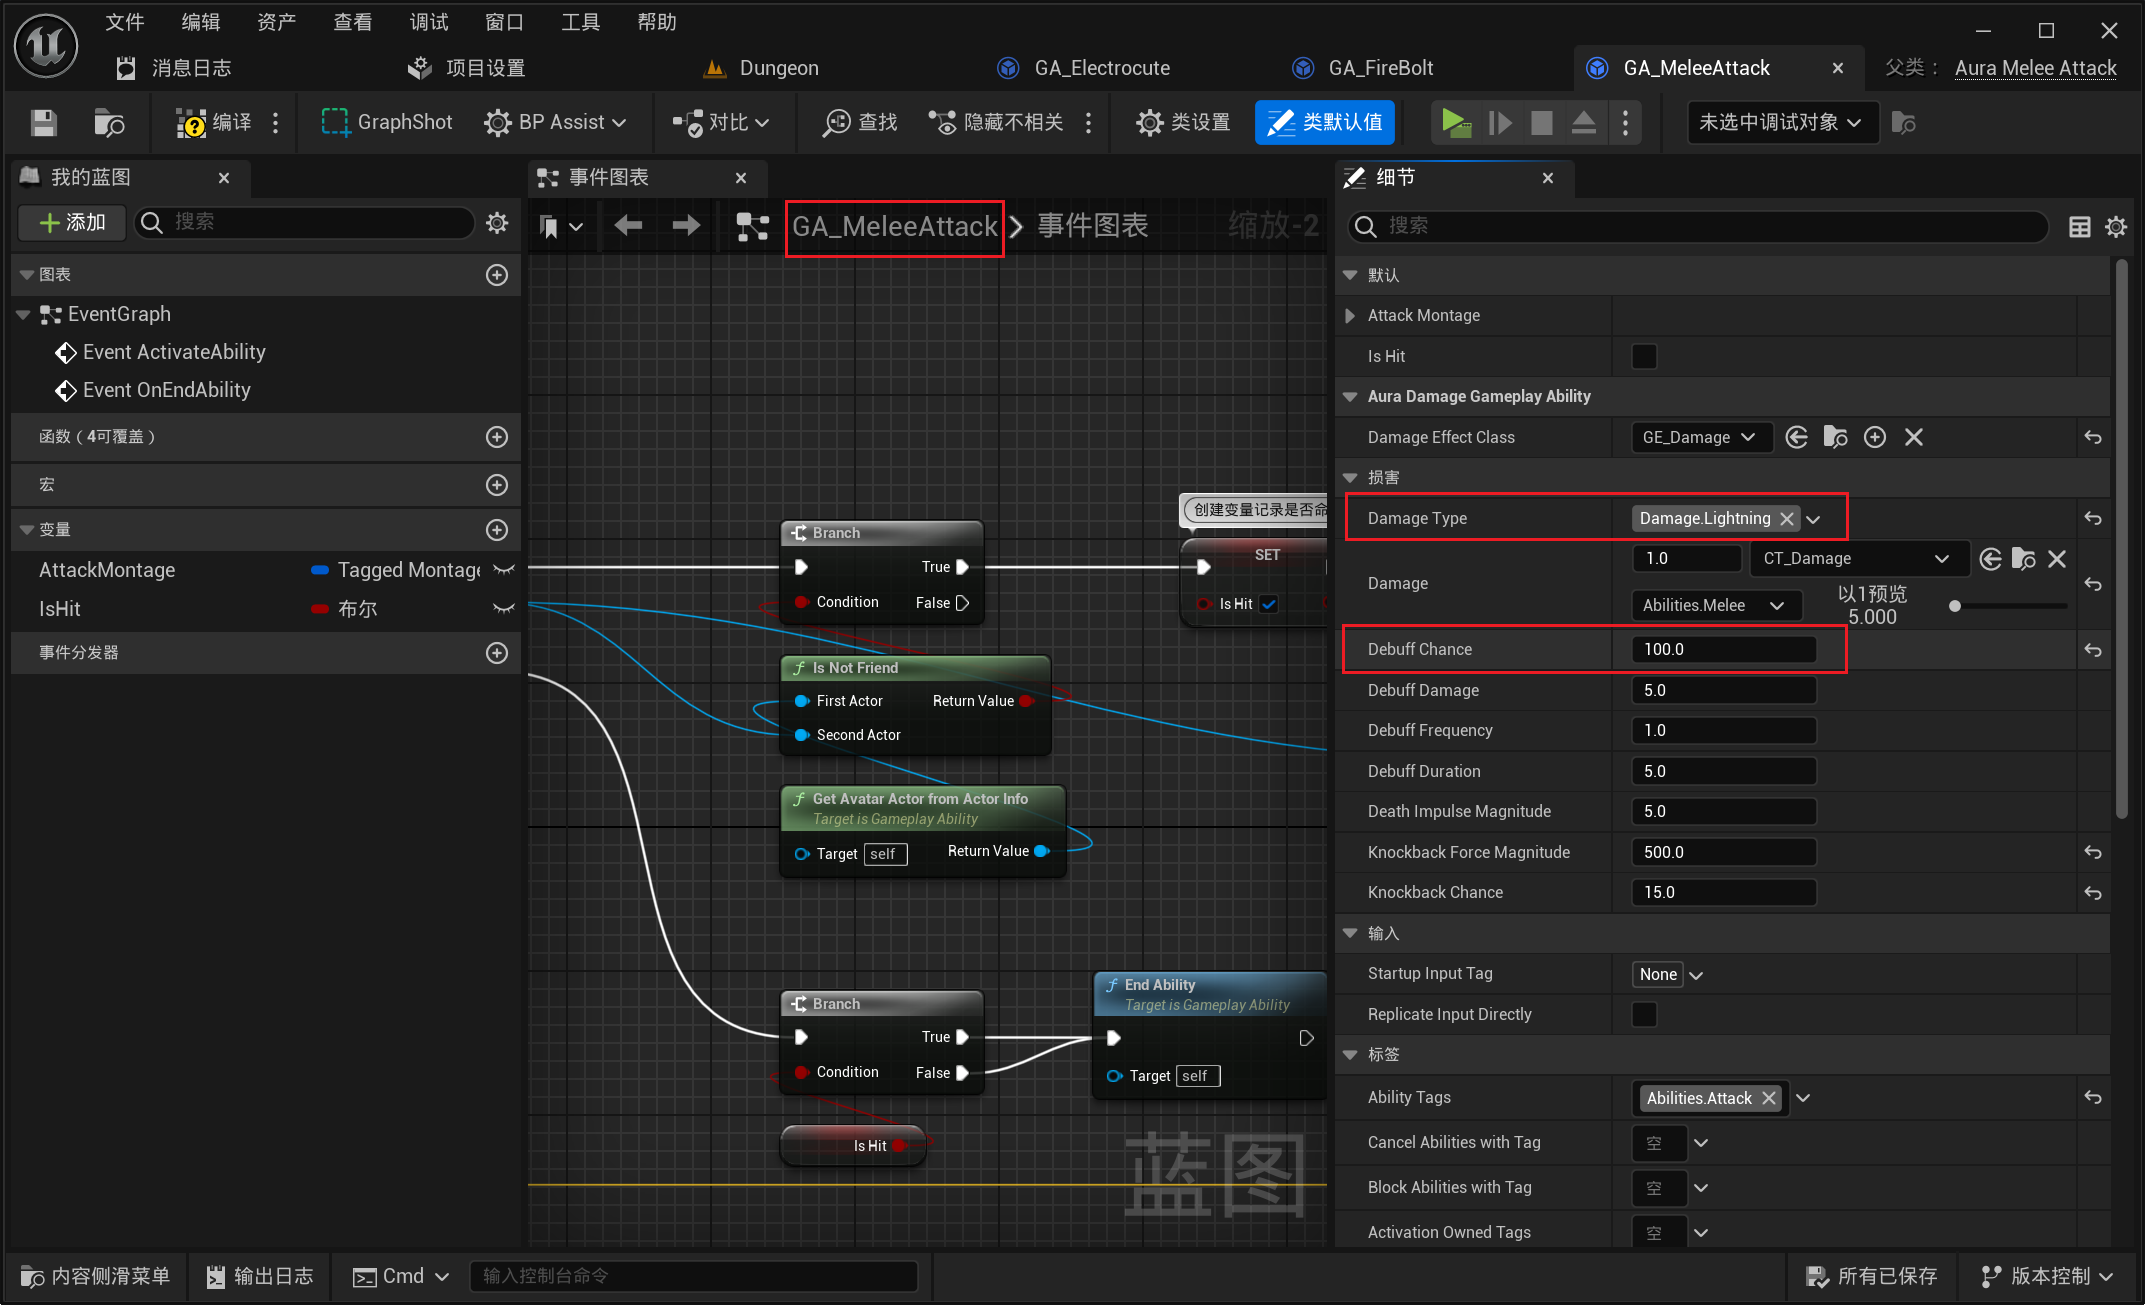 文件 编辑 资产 查看 调试 窗口 工具 帮助
消息日志 项目设置 Dungeon GA_Electrocute GA_FireBolt GA_MeleeAttack 父类： Aura Melee Attack
编译 GraphShot BP Assist 对比 查找 隐藏不相关 类设置 类默认值 未选中调试对象
我的蓝图
添加 搜索
图表
EventGraph
Event ActivateAbility
Event OnEndAbility
函数（4可覆盖）
宏
变量
AttackMontage Tagged Montage
IsHit 布尔
事件分发器
事件图表
GA_MeleeAttack 事件图表 缩放-2
创建变量记录是否命
Branch
True
Condition False
SET
Is Hit
Is Not Friend
First Actor Return Value
Second Actor
Get Avatar Actor from Actor Info
Target is Gameplay Ability
Target self Return Value
Branch
True
Condition False
End Ability
Target is Gameplay Ability
Target self
Is Hit
蓝图
细节
搜索
默认
Attack Montage
Is Hit
Aura Damage Gameplay Ability
Damage Effect Class GE_Damage
损害
Damage Type Damage.Lightning
Damage 1.0 CT_Damage
Abilities.Melee 以1预览
5.000
Debuff Chance 100.0
Debuff Damage 5.0
Debuff Frequency 1.0
Debuff Duration 5.0
Death Impulse Magnitude 5.0
Knockback Force Magnitude 500.0
Knockback Chance 15.0
输入
Startup Input Tag None
Replicate Input Directly
标签
Ability Tags Abilities.Attack
Cancel Abilities with Tag 空
Block Abilities with Tag 空
Activation Owned Tags 空
内容侧滑菜单 输出日志 Cmd 输入控制台命令 所有已保存 版本控制